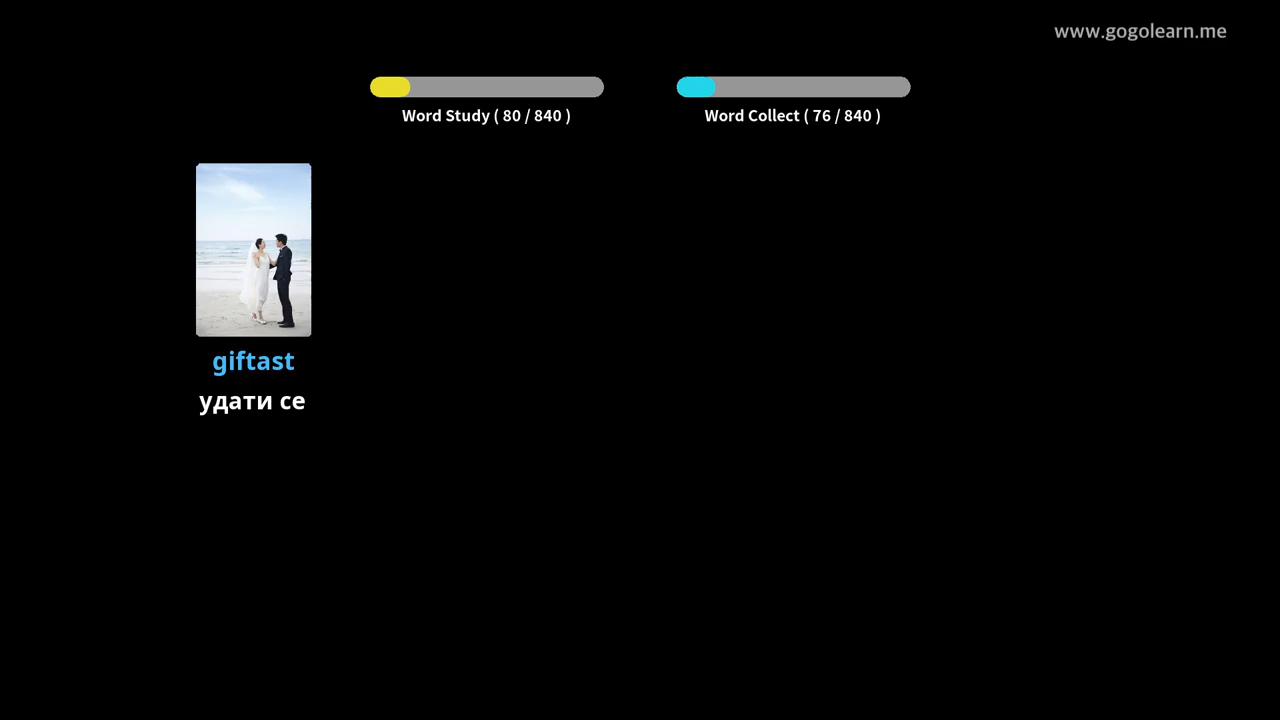 www.gogolearn.me
Word Study ( 80 / 840 )
Word Collect ( 76 / 840 )
giftast
удати се